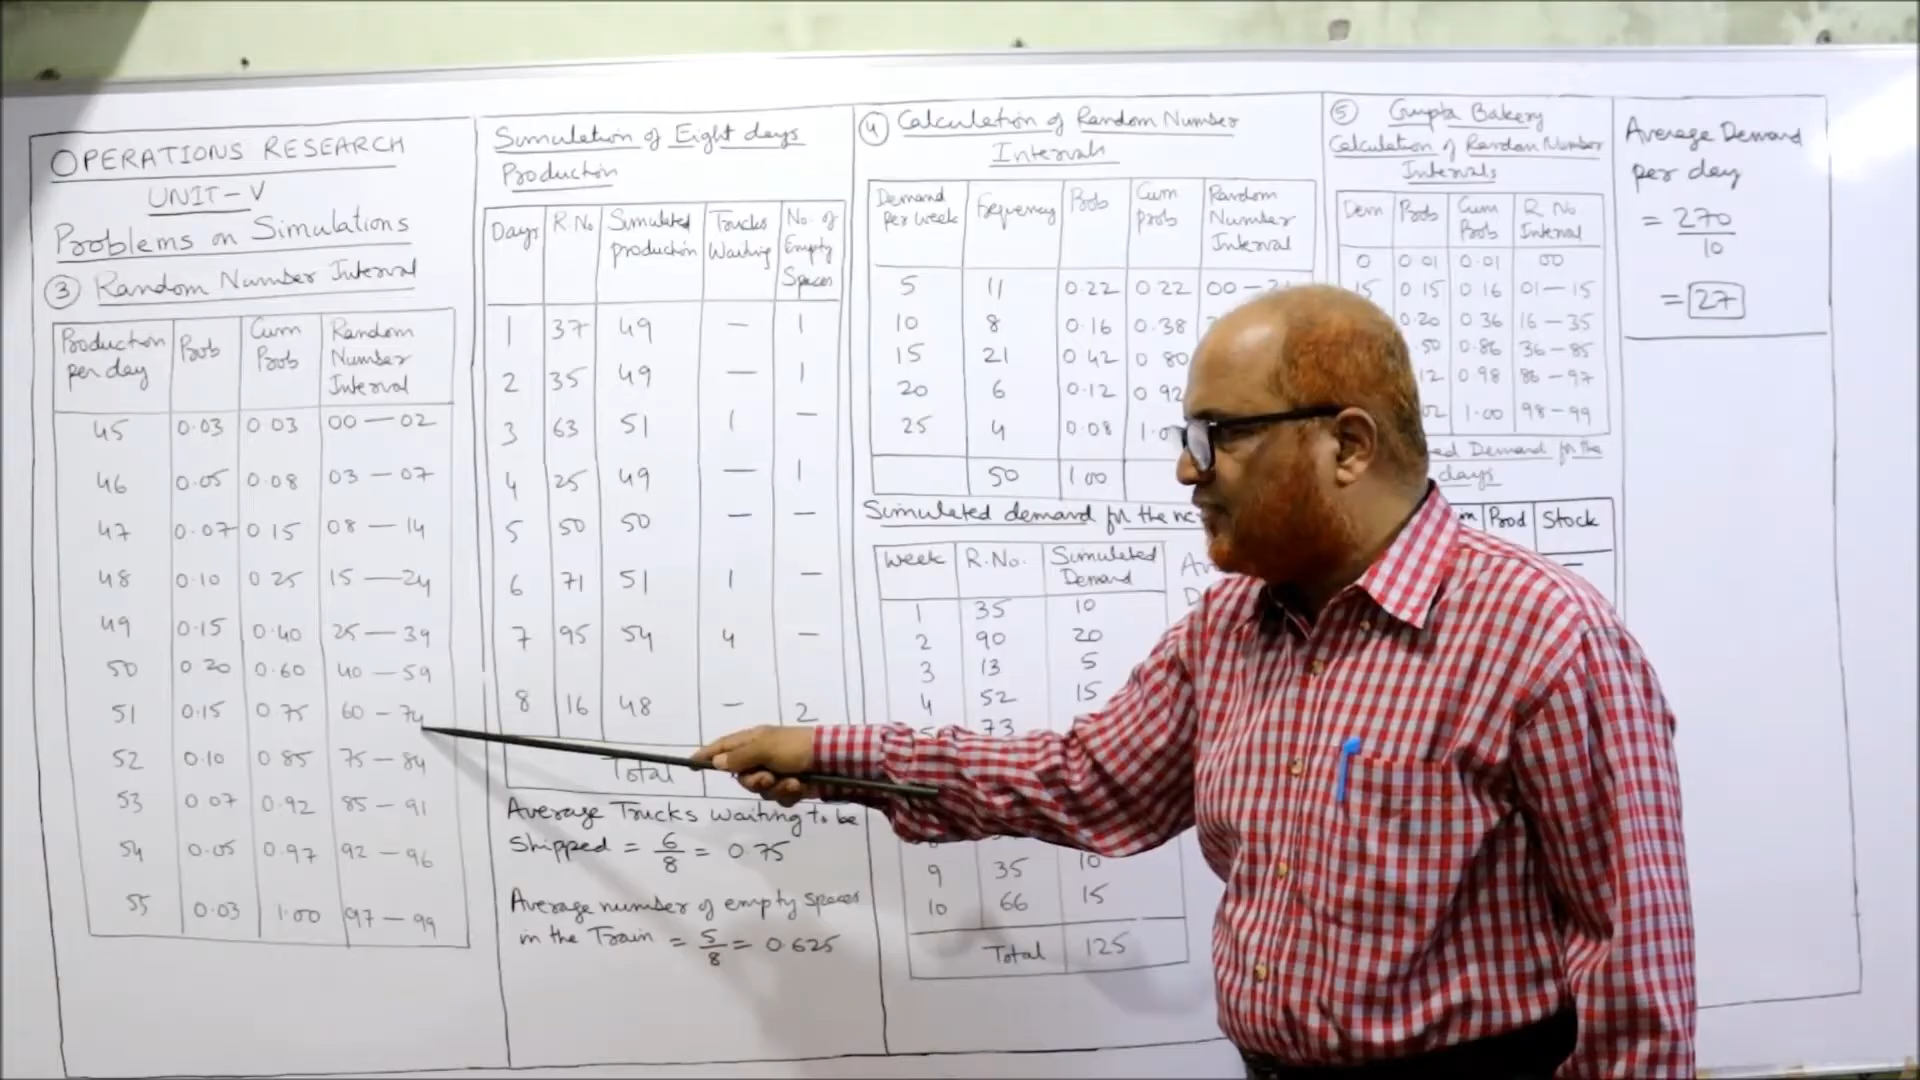 OPERATIONS RESEARCH
UNIT-V
Problems on Simulations
③ Random Number Interval
Production per day | Prob | Cum Prob | Random Number Interval
45 | 0.03 | 0.03 | 00 — 02
46 | 0.05 | 0.08 | 03 — 07
47 | 0.07 | 0.15 | 08 — 14
48 | 0.10 | 0.25 | 15 — 24
49 | 0.15 | 0.40 | 25 — 39
50 | 0.20 | 0.60 | 40 — 59
51 | 0.15 | 0.75 | 60 — 74
52 | 0.10 | 0.85 | 75 — 84
53 | 0.07 | 0.92 | 85 — 91
54 | 0.05 | 0.97 | 92 — 96
55 | 0.03 | 1.00 | 97 — 99
Simulation of Eight days
Production
Days | R.No | Simulated production | Trucks Waiting | No. of Empty Spaces
1 | 37 | 49 | — | 1
2 | 35 | 49 | — | 1
3 | 63 | 51 | 1 | —
4 | 25 | 49 | — | 1
5 | 50 | 50 | — | —
6 | 71 | 51 | 1 | —
7 | 95 | 54 | 4 | —
8 | 16 | 48 | — | 2
Total
Average Trucks waiting to be
Shipped = 6/8 = 0.75
Average number of empty spaces
in the Train = 5/8 = 0.625
④ Calculation of Random Number
Intervals
Demand Per week | Frequency | Prob | Cum prob | Random Number Interval
5 | 11 | 0.22 | 0.22 | 00 —
10 | 8 | 0.16 | 0.38
15 | 21 | 0.42 | 0.80
20 | 6 | 0.12 | 0.92
25 | 4 | 0.08
50 | 1.00
Simulated demand for the
Week | R.No. | Simulated Demand
1 | 35 | 10
2 | 90 | 20
3 | 13 | 5
4 | 52 | 15
73
9 | 35 | 10
10 | 66 | 15
Total | 125
⑤ Gupta Bakery
Calculation of Random Number
Intervals
Dem | Prob | Cum Prob | R No Interval
0 | 0.01 | 0.01 | 00
15 | 0.15 | 0.16 | 01 — 15
0.20 | 0.36 | 16 — 35
.50 | 0.86 | 36 — 85
12 | 0.98 | 86 — 97
02 | 1.00 | 98 — 99
Demand for the
days
Prod | Stock
—
Average Demand
per day
= 270/10
= 27